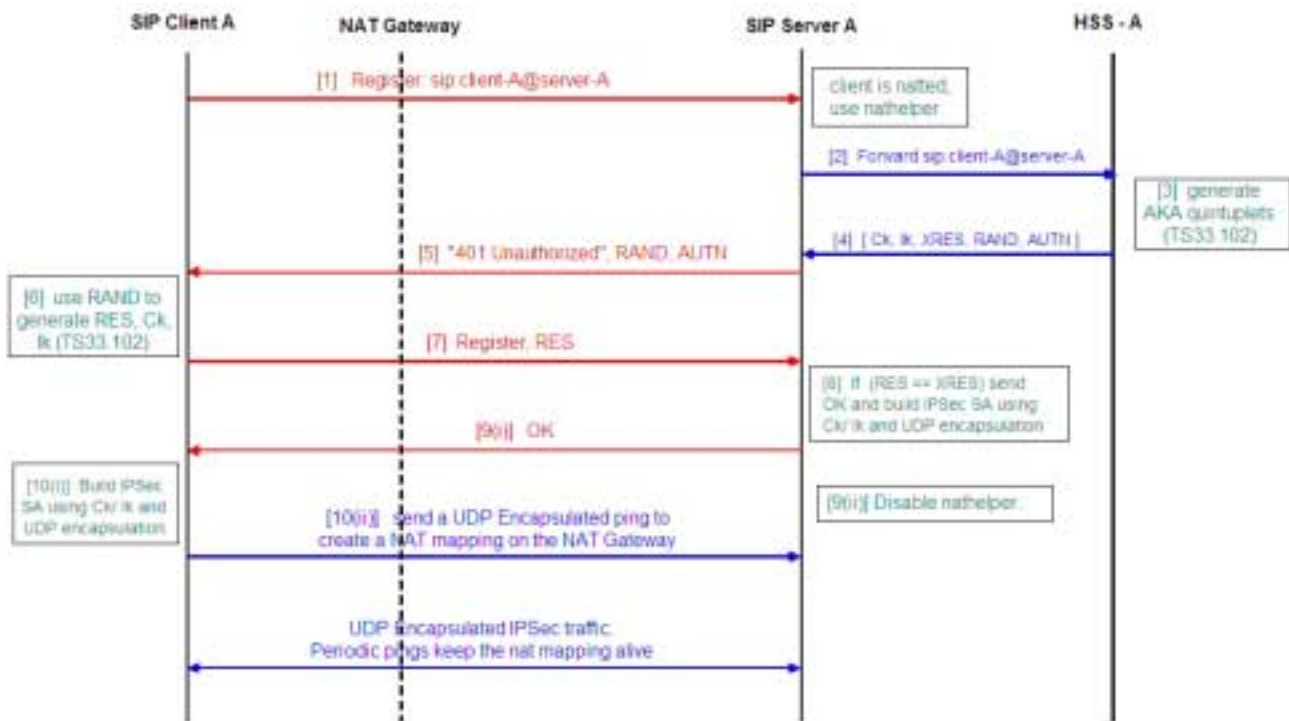 SIP Client A
NAT Gateway
SIP Server A
HSS - A
[1] Register: sip:client-A@server-A
client is natted,
use nathelper
[2] Forward sip:client-A@server-A
[3] generate
AKA quintuplets
(TS33.102)
[4] [ Ck, Ik, XRES, RAND, AUTN ]
[5] "401 Unauthorized", RAND, AUTN
[6] use RAND to
generate RES, Ck,
Ik (TS33.102)
[7] Register, RES
[8] If (RES == XRES) send
OK and build IPSec SA using
Ck/ Ik and UDP encapsulation
[9(i)] OK
[10(i)] Build IPSec
SA using Ck/ Ik and
UDP encapsulation
[9(ii)] Disable nathelper.
[10(ii)] send a UDP Encapsulated ping to
create a NAT mapping on the NAT Gateway
UDP Encapsulated IPSec traffic.
Periodic pings keep the nat mapping alive